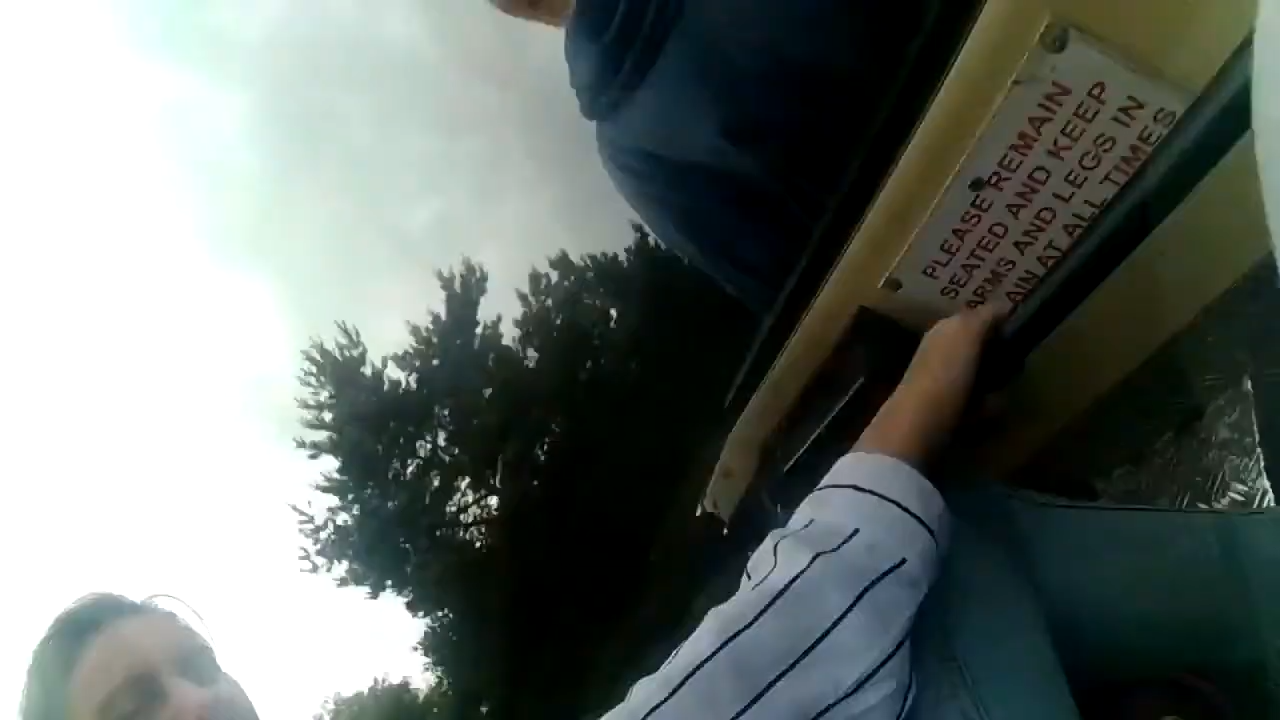 PLEASE REMAIN
SEATED AND KEEP
ARMS AND LEGS IN
AIN AT ALL TIMES